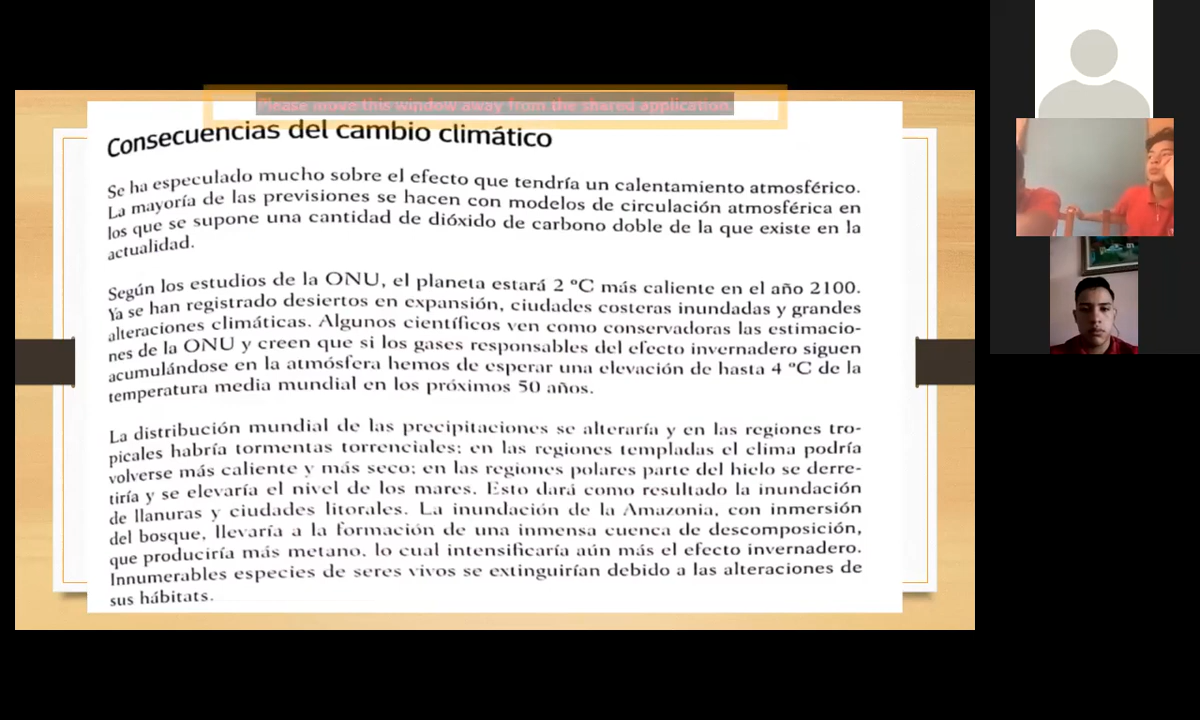 Please move this window away from the shared application.
Consecuencias del cambio climático
Se ha especulado mucho sobre el efecto que tendría un calentamiento atmosférico.
La mayoría de las previsiones se hacen con modelos de circulación atmosférica en
los que se supone una cantidad de dióxido de carbono doble de la que existe en la
actualidad.
Según los estudios de la ONU, el planeta estará 2 ºC más caliente en el año 2100.
Ya se han registrado desiertos en expansión, ciudades costeras inundadas y grandes
alteraciones climáticas. Algunos científicos ven como conservadoras las estimacio-
nes de la ONU y creen que si los gases responsables del efecto invernadero siguen
acumulándose en la atmósfera hemos de esperar una elevación de hasta 4 ºC de la
temperatura media mundial en los próximos 50 años.
La distribución mundial de las precipitaciones se alteraría y en las regiones tro-
picales habría tormentas torrenciales; en las regiones templadas el clima podría
volverse más caliente y más seco; en las regiones polares parte del hielo se derre-
tiría y se elevaría el nivel de los mares. Esto dará como resultado la inundación
de llanuras y ciudades litorales. La inundación de la Amazonia, con inmersión
del bosque, llevaría a la formación de una inmensa cuenca de descomposición,
que produciría más metano, lo cual intensificaría aún más el efecto invernadero.
Innumerables especies de seres vivos se extinguirían debido a las alteraciones de
sus hábitats.